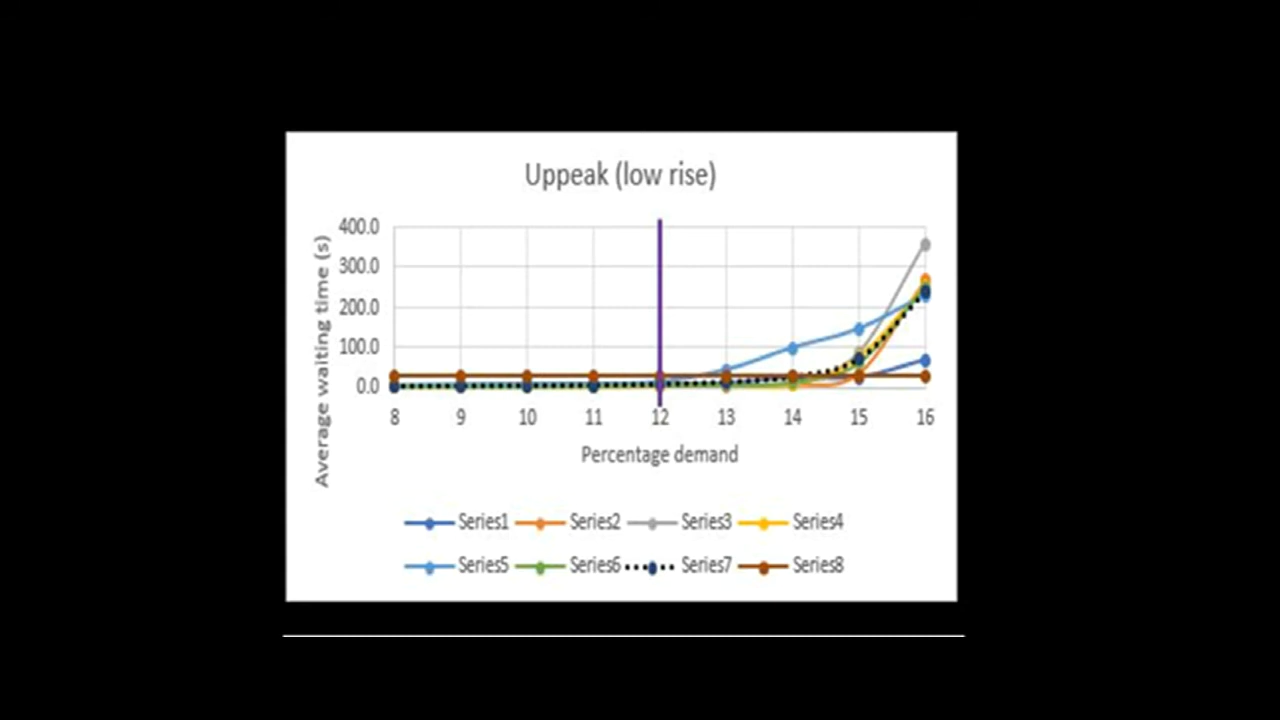 Uppeak (low rise)
400.0
300.0
200.0
100.0
0.0
Average waiting time (s)
8 9 10 11 12 13 14 15 16
Percentage demand
Series1 Series2 Series3 Series4
Series5 Series6 Series7 Series8